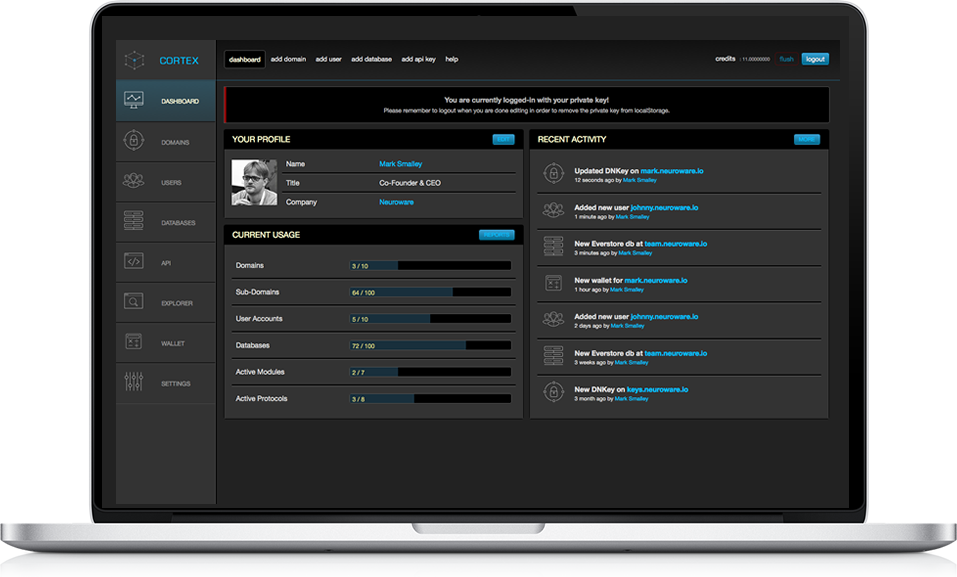 CORTEX
dashboard add domain add user add database add api key help
credits : 11.00000000 flush logout
DASHBOARD
DOMAINS
USERS
DATABASES
API
EXPLORER
WALLET
SETTINGS
You are currently logged-in with your private key!
Please remember to logout when you are done editing in order to remove the private key from localStorage.
YOUR PROFILE
EDIT
Name Mark Smalley
Title Co-Founder & CEO
Company Neuroware
CURRENT USAGE
REPORTS
Domains 3 / 10
Sub-Domains 64 / 100
User Accounts 5 / 10
Databases 72 / 100
Active Modules 2 / 7
Active Protocols 3 / 8
RECENT ACTIVITY
MORE
Updated DNKey on mark.neuroware.io
12 seconds ago by Mark Smalley
Added new user johnny.neuroware.io
1 minute ago by Mark Smalley
New Everstore db at team.neuroware.io
3 minutes ago by Mark Smalley
New wallet for mark.neuroware.io
1 hour ago by Mark Smalley
Added new user johnny.neuroware.io
2 days ago by Mark Smalley
New Everstore db at team.neuroware.io
3 weeks ago by Mark Smalley
New DNKey on keys.neuroware.io
3 month ago by Mark Smalley